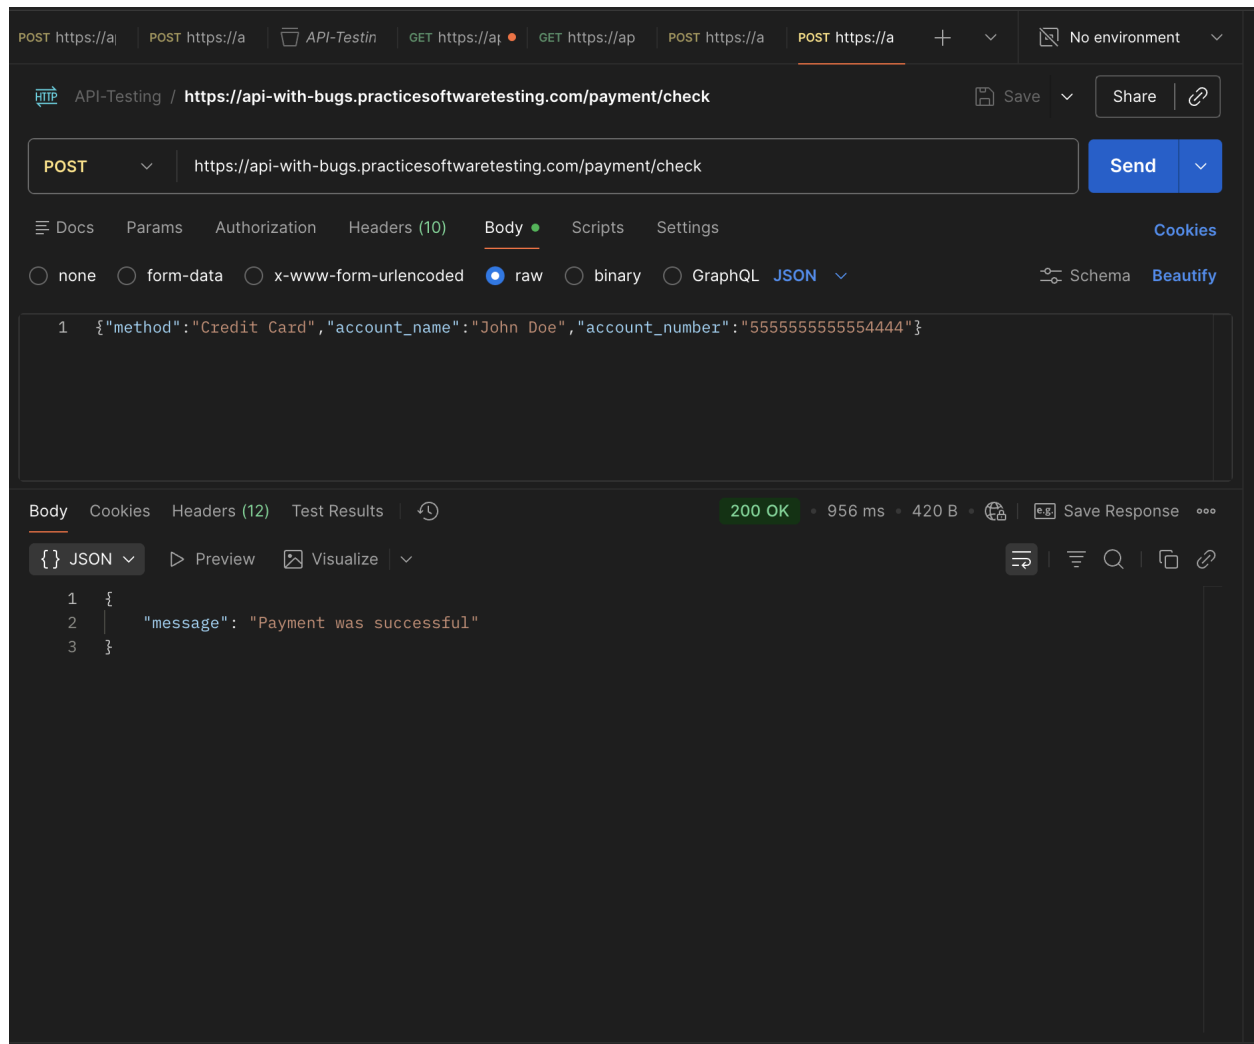 POST https://a POST https://a API-Testin GET https://ap GET https://ap POST https://a POST https://a No environment
HTTP API-Testing / https://api-with-bugs.practicesoftwaretesting.com/payment/check Save Share
POST https://api-with-bugs.practicesoftwaretesting.com/payment/check Send
Docs Params Authorization Headers (10) Body Scripts Settings Cookies
none form-data x-www-form-urlencoded raw binary GraphQL JSON Schema Beautify
1 {"method":"Credit Card","account_name":"John Doe","account_number":"5555555555554444"}
Body Cookies Headers (12) Test Results 200 OK • 956 ms • 420 B • e.g. Save Response
{} JSON Preview Visualize
1 {
2 "message": "Payment was successful"
3 }